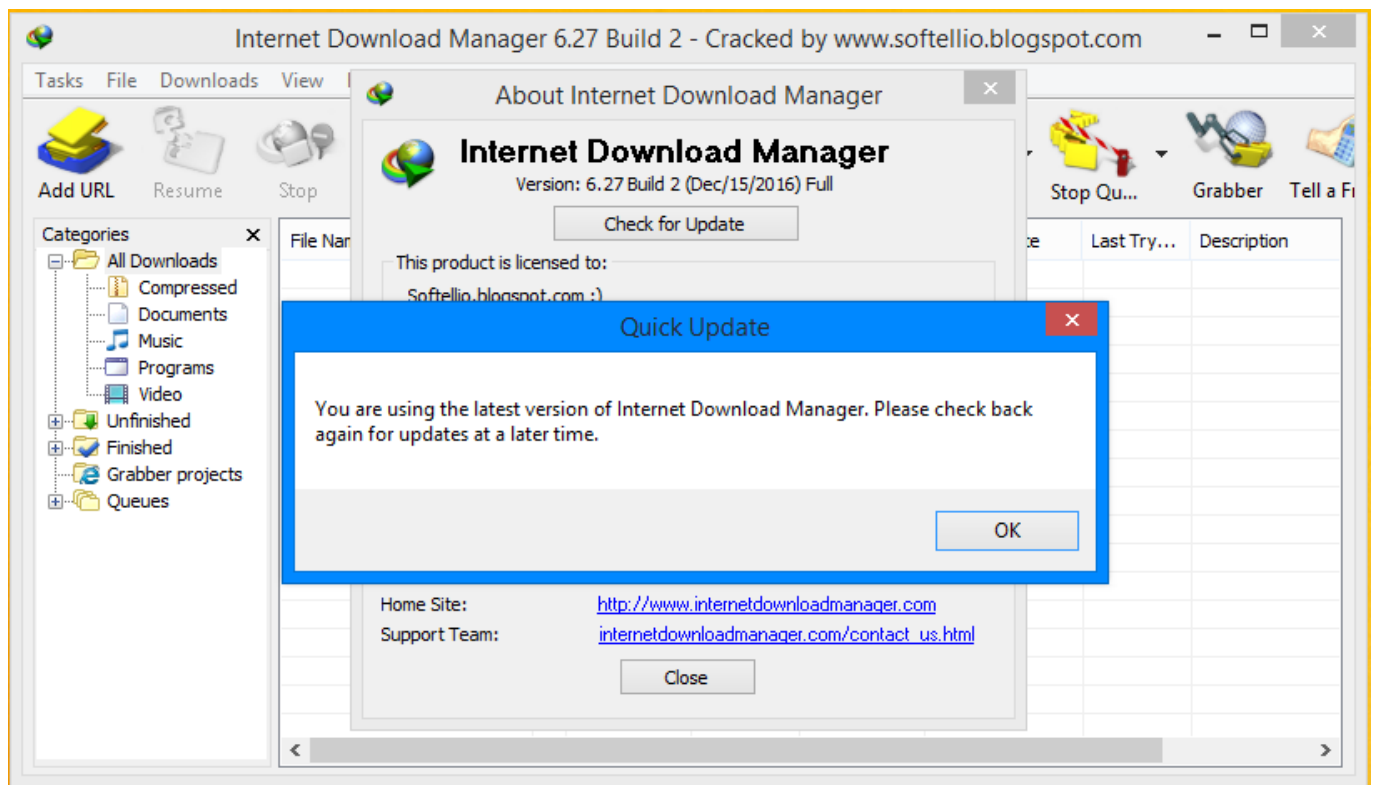 Internet Download Manager 6.27 Build 2 - Cracked by www.softellio.blogspot.com
Tasks File Downloads View
About Internet Download Manager
Internet Download Manager
Version: 6.27 Build 2 (Dec/15/2016) Full
Check for Update
Add URL Resume Stop Stop Qu... Grabber Tell a
Categories
File Last Try... Description
All Downloads
Compressed
Documents
Music
Programs
Video
Unfinished
Finished
Grabber projects
Queues
This product is licensed to:
Softellio.blogspot.com :)
Quick Update
You are using the latest version of Internet Download Manager. Please check back
again for updates at a later time.
OK
Home Site: http://www.internetdownloadmanager.com
Support Team: internetdownloadmanager.com/contact_us.html
Close